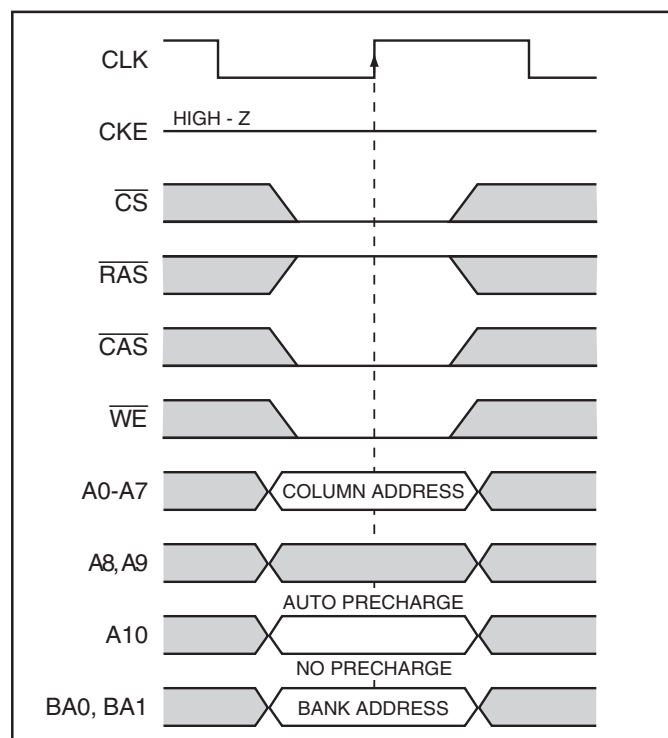 CLK
CKE HIGH - Z
CS
RAS
CAS
WE
A0-A7 COLUMN ADDRESS
A8, A9
AUTO PRECHARGE
A10
NO PRECHARGE
BA0, BA1 BANK ADDRESS